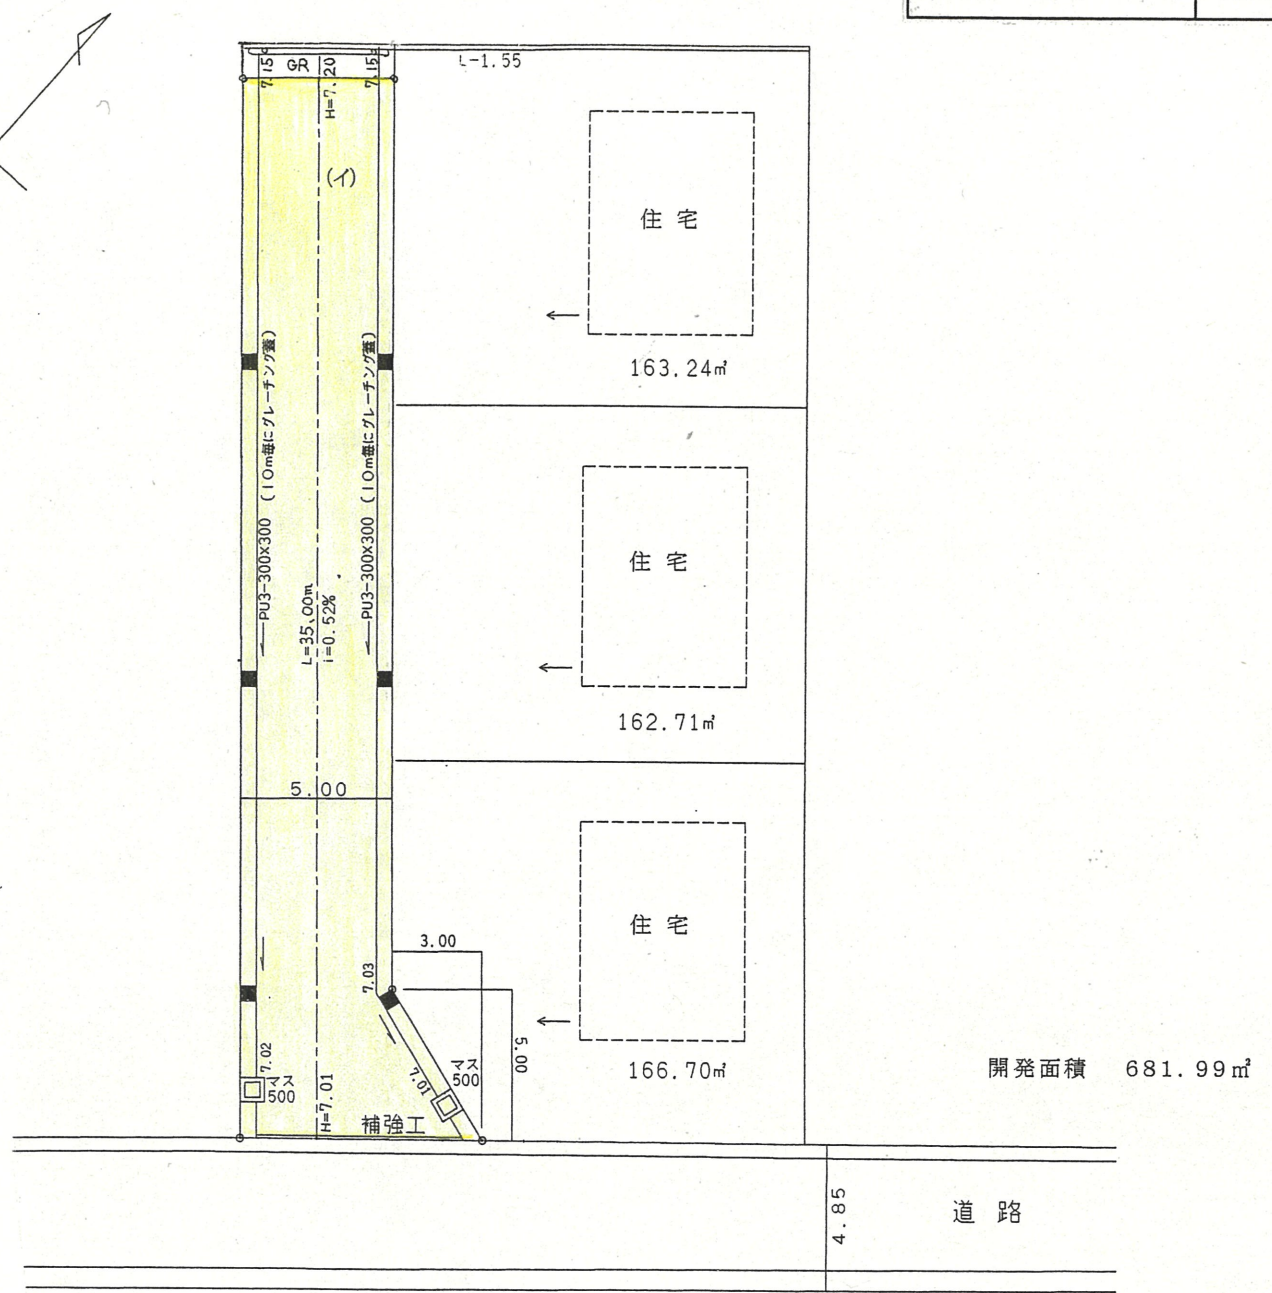 L-1.55
7.15
GR
H=7.20
7.15
(イ)
住宅
163.24㎡
PU3-300×300 (10m毎にグレーチング蓋)
PU3-300×300 (10m毎にグレーチング蓋)
L=35.00m
i=0.52%
住宅
162.71㎡
5.00
住宅
166.70㎡
3.00
7.03
5.00
7.02
マス
500
H=7.01
7.01
マス
500
補強工
開発面積 681.99㎡
4.85
道路